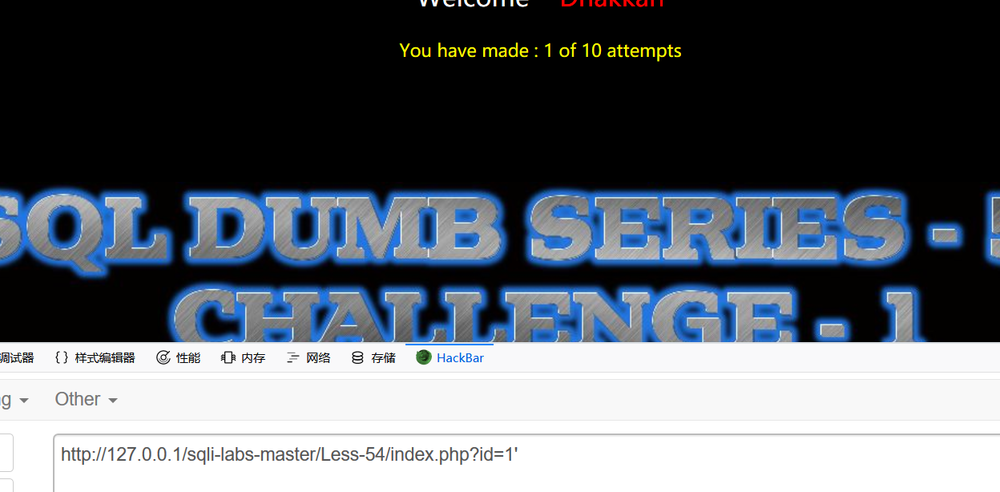 Welcome Dhakkan
You have made : 1 of 10 attempts
SQL DUMB SERIES -
CHALLENGE - 1
调试器 {} 样式编辑器 性能 内存 网络 存储 HackBar
Other
http://127.0.0.1/sqli-labs-master/Less-54/index.php?id=1'